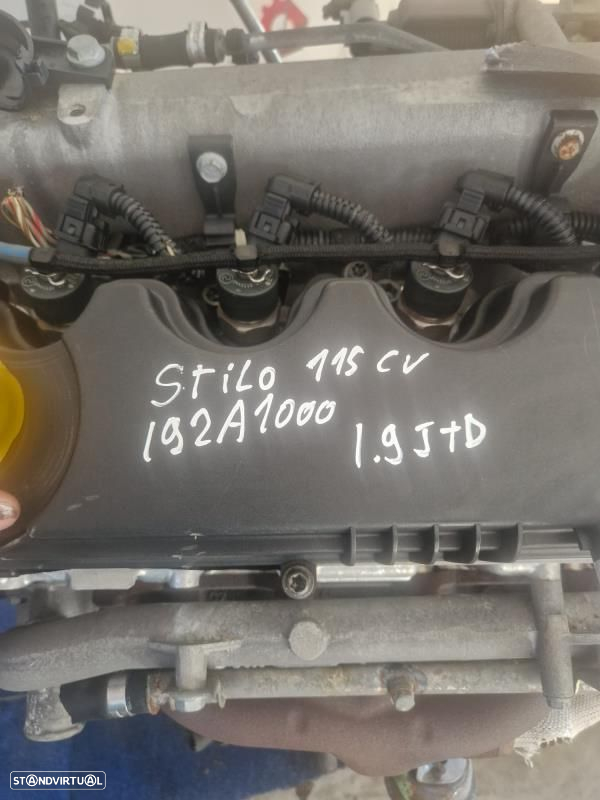 STiLO 115 CV
192A1000
1.9 JTD
STANDVIRTUAL